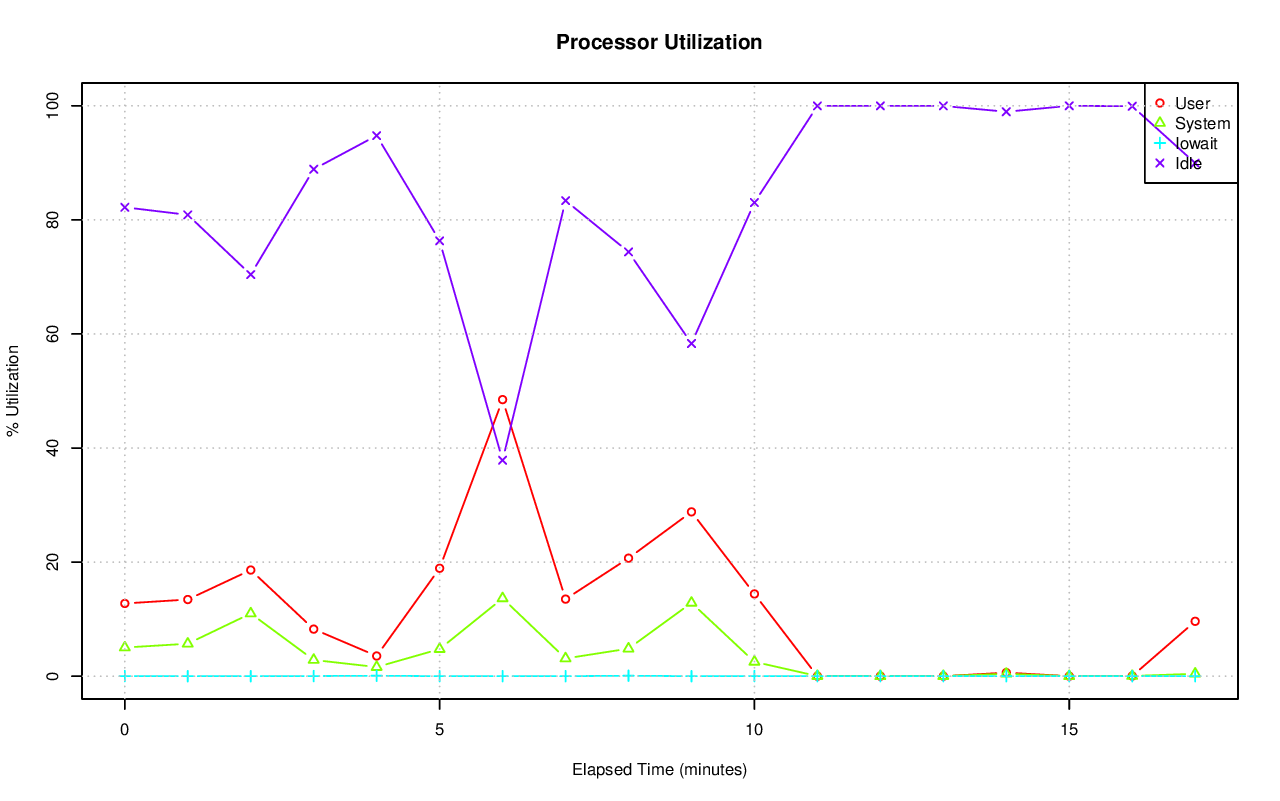 Processor Utilization
% Utilization
100
80
60
40
20
0
User
System
Iowait
Idle
0 5 10 15
Elapsed Time (minutes)